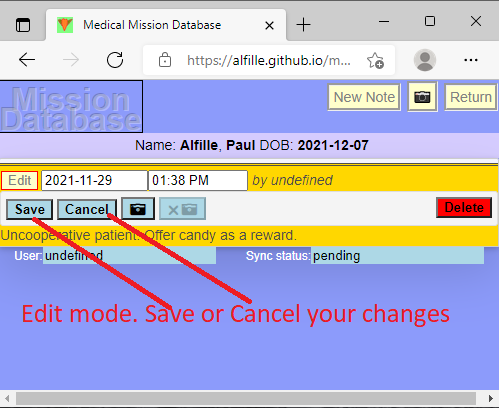 Medical Mission Database
https://alfille.github.io/m...
Mission
Database
New Note
Return
Name: Alfille, Paul DOB: 2021-12-07
Edit 2021-11-29 01:38 PM by undefined
Save Cancel Delete
Uncooperative patient. Offer candy as a reward.
User: undefined Sync status: pending
Edit mode. Save or Cancel your changes